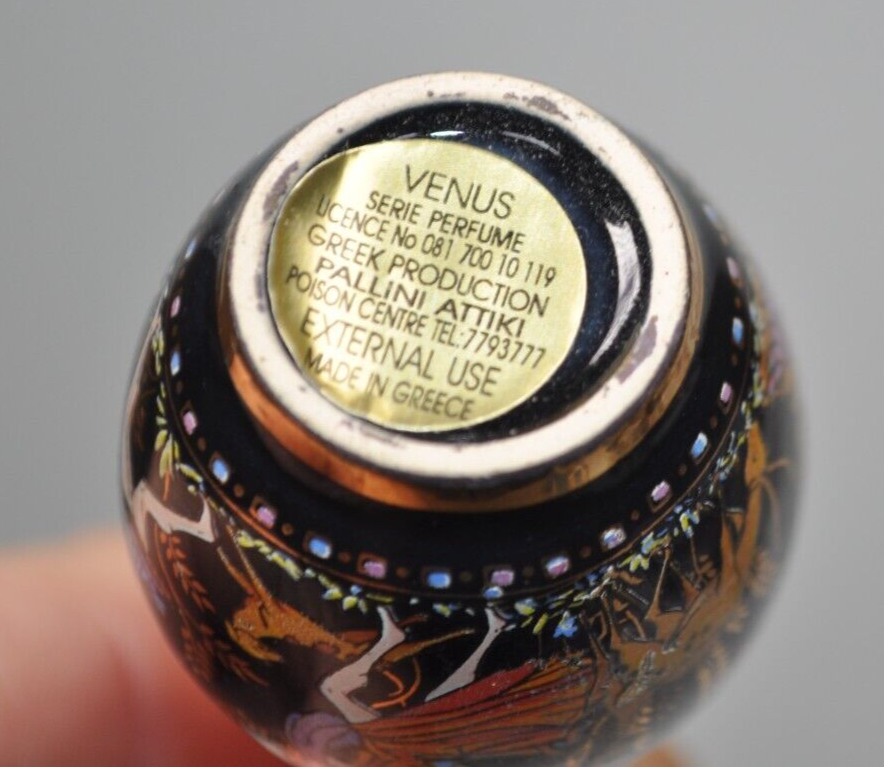 VENUS
SERIE PERFUME
LICENCE No 081 700 10 119
GREEK PRODUCTION
PALLINI ATTIKI
POISON CENTRE TEL:7793777
EXTERNAL USE
MADE IN GREECE